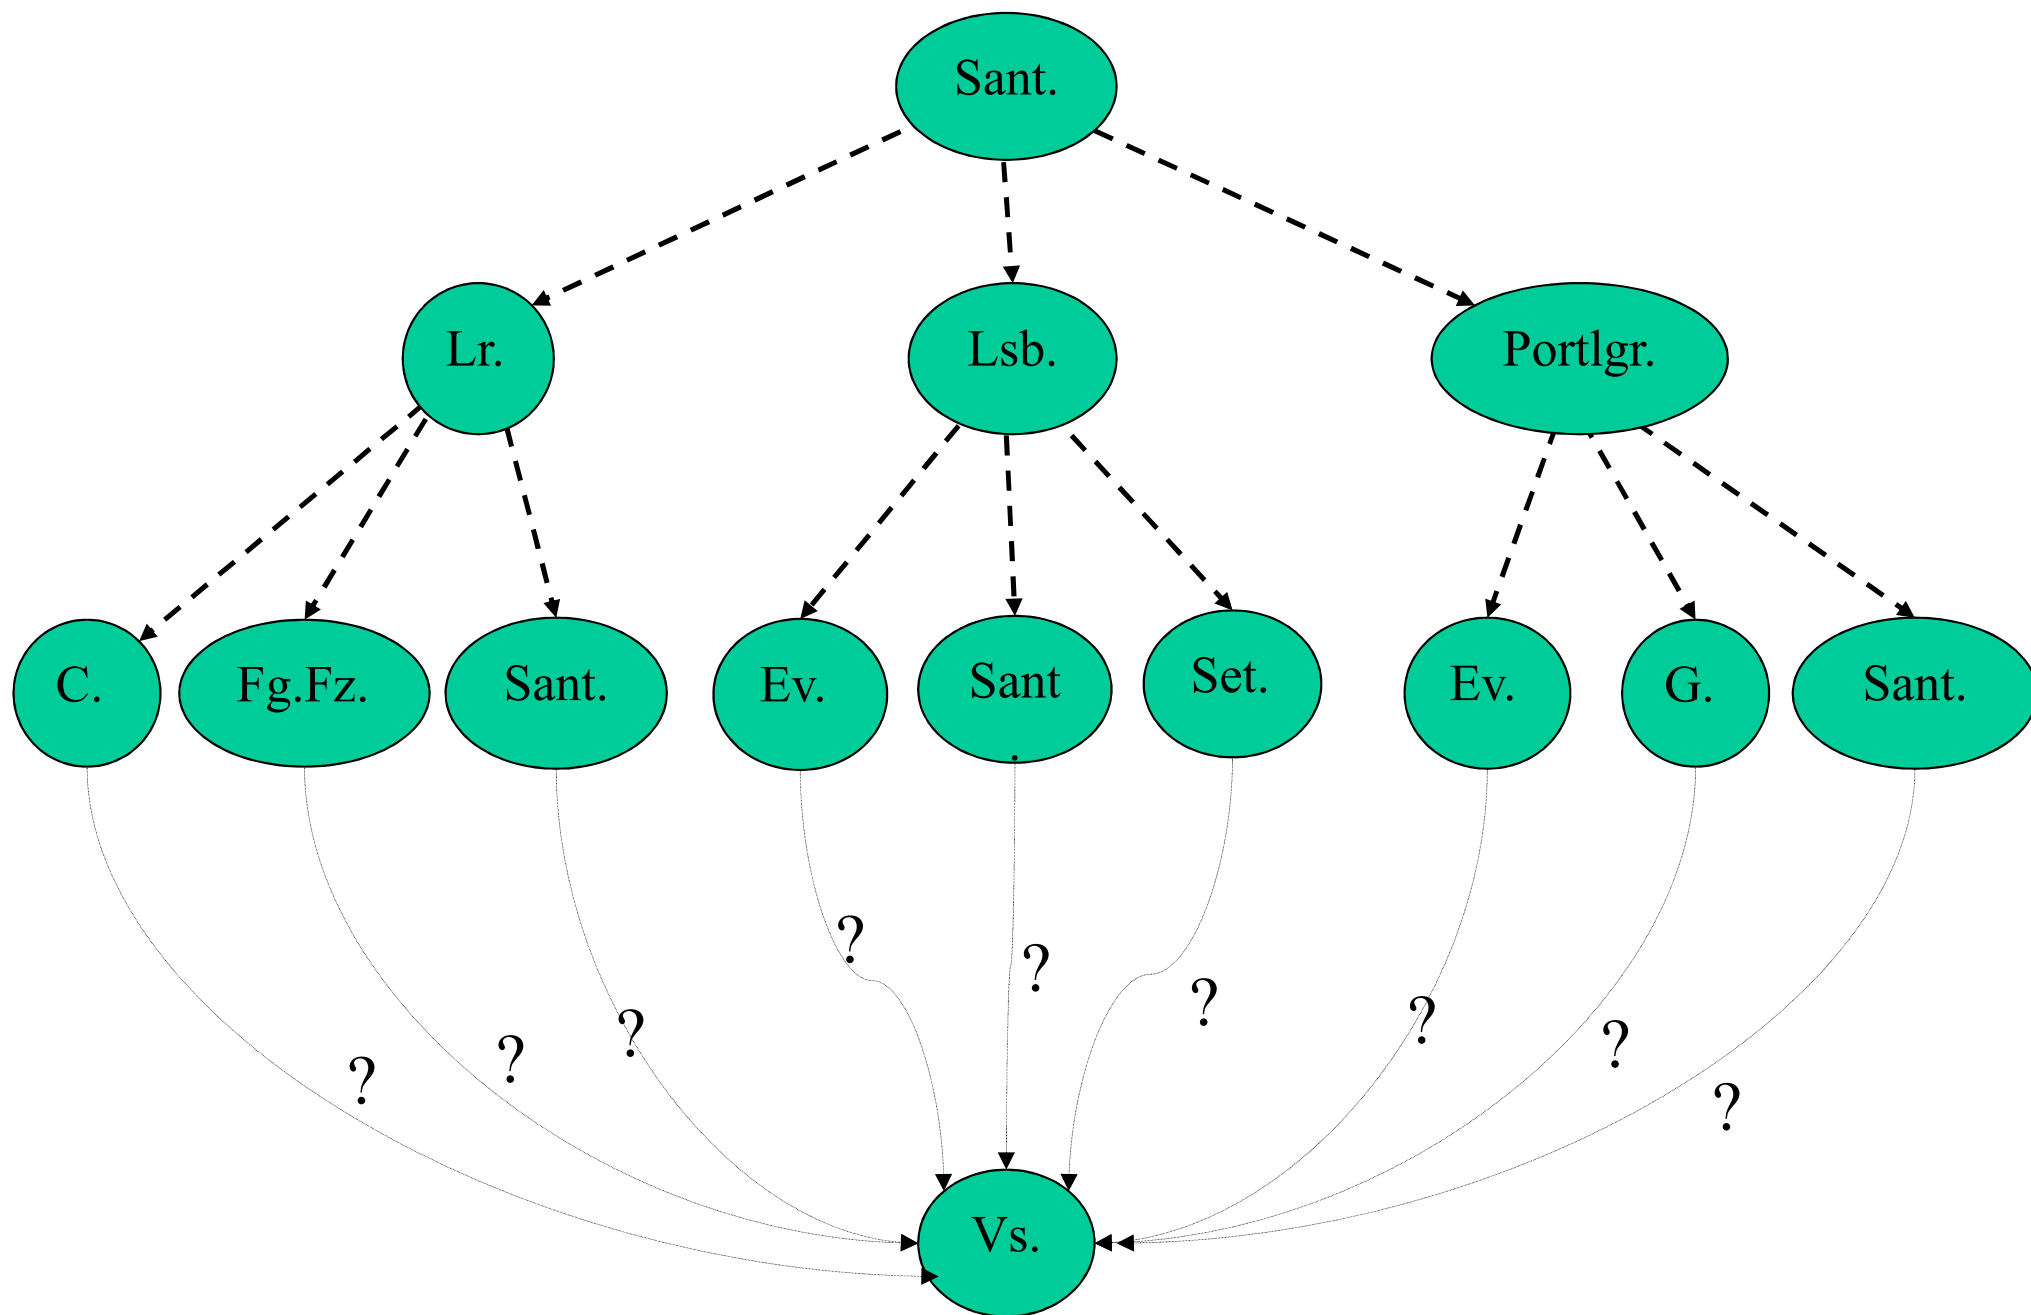 Sant.
Lr.
Lsb.
Portlgr.
C.
Fg.Fz.
Sant.
Ev.
Sant
.
Set.
Ev.
G.
Sant.
?
?
?
?
?
?
?
?
?
Vs.